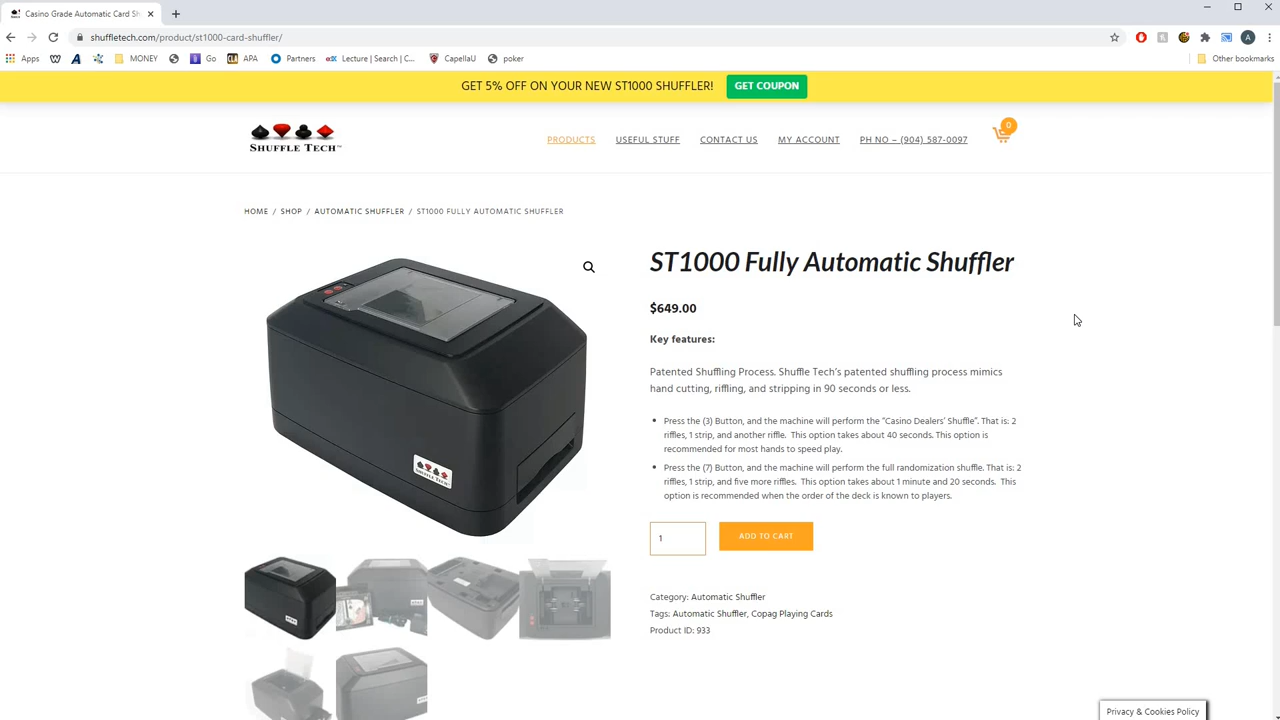 Casino Grade Automatic Card Sh
shuffletech.com/product/st1000-card-shuffler/
Apps
MONEY
Go
APA
Partners
Lecture | Search | C...
CapellaU
poker
Other bookmarks
GET 5% OFF ON YOUR NEW ST1000 SHUFFLER!
GET COUPON
SHUFFLE TECH™
PRODUCTS
USEFUL STUFF
CONTACT US
MY ACCOUNT
PH NO – (904) 587-0097
0
HOME / SHOP / AUTOMATIC SHUFFLER / ST1000 FULLY AUTOMATIC SHUFFLER
ST1000 Fully Automatic Shuffler
$649.00
Key features:
Patented Shuffling Process. Shuffle Tech's patented shuffling process mimics
hand cutting, riffling, and stripping in 90 seconds or less.
Press the (3) Button, and the machine will perform the "Casino Dealers' Shuffle". That is: 2
riffles, 1 strip, and another riffle. This option takes about 40 seconds. This option is
recommended for most hands to speed play.
Press the (7) Button, and the machine will perform the full randomization shuffle. That is: 2
riffles, 1 strip, and five more riffles. This option takes about 1 minute and 20 seconds. This
option is recommended when the order of the deck is known to players.
1
ADD TO CART
SHUFFLE TECH
Category: Automatic Shuffler
Tags: Automatic Shuffler, Copag Playing Cards
Product ID: 933
Privacy & Cookies Policy